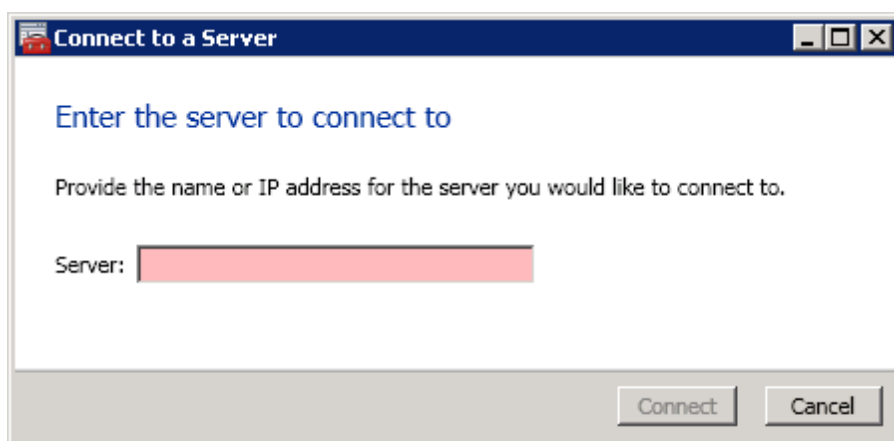 Connect to a Server
Enter the server to connect to
Provide the name or IP address for the server you would like to connect to.
Server:
Connect Cancel